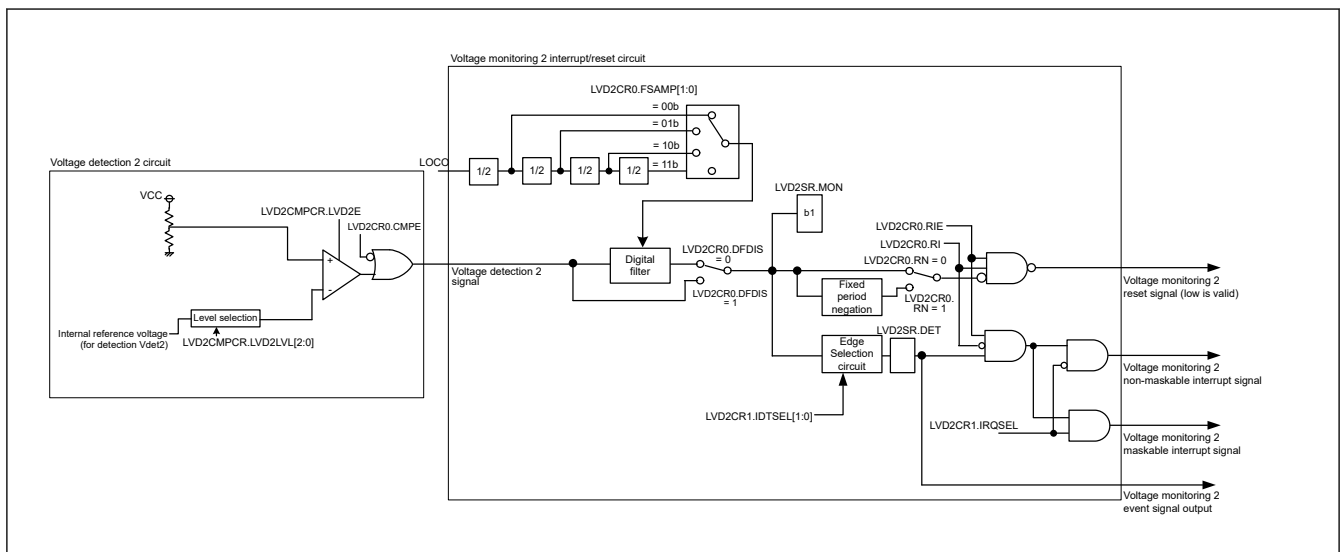 Voltage monitoring 2 interrupt/reset circuit
LVD2CR0.FSAMP[1:0]
= 00b
= 01b
= 10b
= 11b
LOCO
1/2
1/2
1/2
1/2
Voltage detection 2 circuit
VCC
LVD2CMPCR.LVD2E
LVD2CR0.CMPE
+
-
Level selection
Internal reference voltage
(for detection Vdet2)
LVD2CMPCR.LVD2LVL[2:0]
Voltage detection 2
signal
Digital
filter
LVD2CR0.DFDIS
= 0
LVD2CR0.DFDIS
= 1
LVD2SR.MON
b1
LVD2CR0.RIE
LVD2CR0.RI
LVD2CR0.RN = 0
Fixed
period
negation
LVD2CR0.
RN = 1
Voltage monitoring 2
reset signal (low is valid)
Edge
Selection
circuit
LVD2SR.DET
LVD2CR1.IDTSEL[1:0]
Voltage monitoring 2
non-maskable interrupt signal
LVD2CR1.IRQSEL
Voltage monitoring 2
maskable interrupt signal
Voltage monitoring 2
event signal output